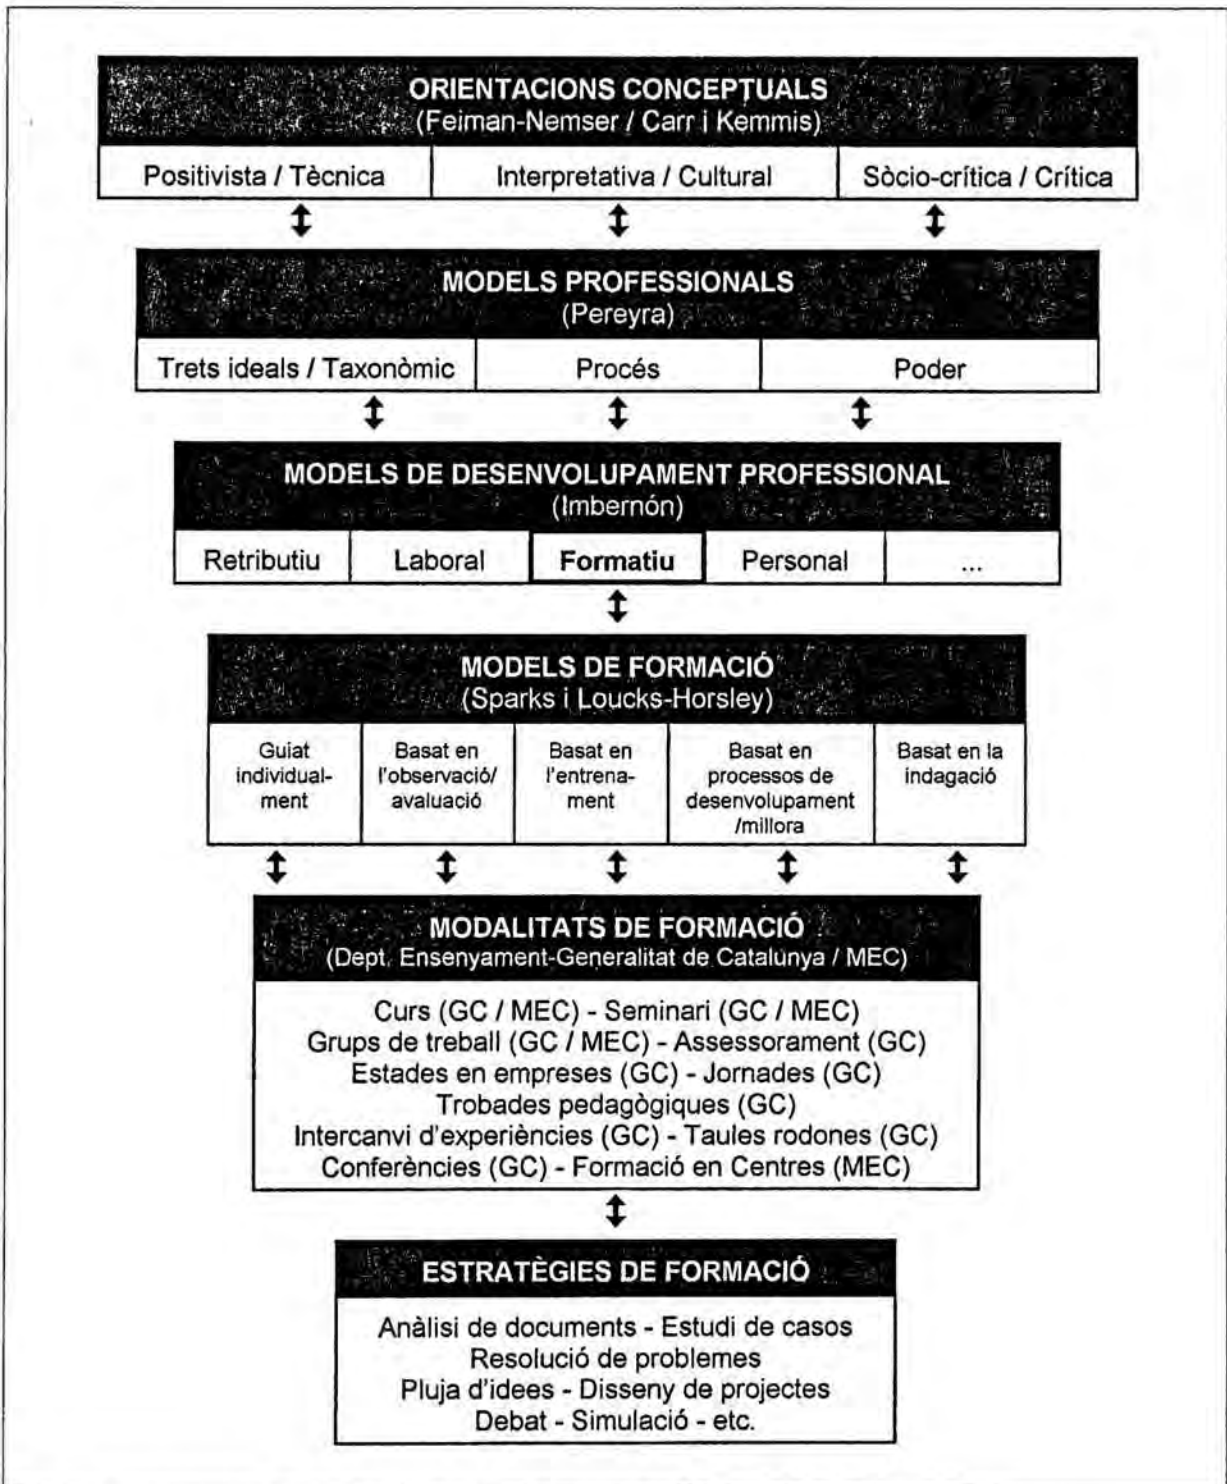 ORIENTACIONS CONCEPTUALS
(Feiman-Nemser / Carr i Kemmis)
Positivista / Tècnica
Interpretativa / Cultural
Sòcio-crítica / Crítica
MODELS PROFESSIONALS
(Pereyra)
Trets ideals / Taxonòmic
Procés
Poder
MODELS DE DESENVOLUPAMENT PROFESSIONAL
(Imbernón)
Retributiu
Laboral
Formatiu
Personal
...
MODELS DE FORMACIÓ
(Sparks i Loucks-Horsley)
Guiat
individual-
ment
Basat en
l'observació/
avaluació
Basat en
l'entrena-
ment
Basat en
processos de
desenvolupament
/millora
Basat en la
indagació
MODALITATS DE FORMACIÓ
(Dept. Ensenyament-Generalitat de Catalunya / MEC)
Curs (GC / MEC) - Seminari (GC / MEC)
Grups de treball (GC / MEC) - Assessorament (GC)
Estades en empreses (GC) - Jornades (GC)
Trobades pedagògiques (GC)
Intercanvi d'experiències (GC) - Taules rodones (GC)
Conferències (GC) - Formació en Centres (MEC)
ESTRATÈGIES DE FORMACIÓ
Anàlisi de documents - Estudi de casos
Resolució de problemes
Pluja d'idees - Disseny de projectes
Debat - Simulació - etc.